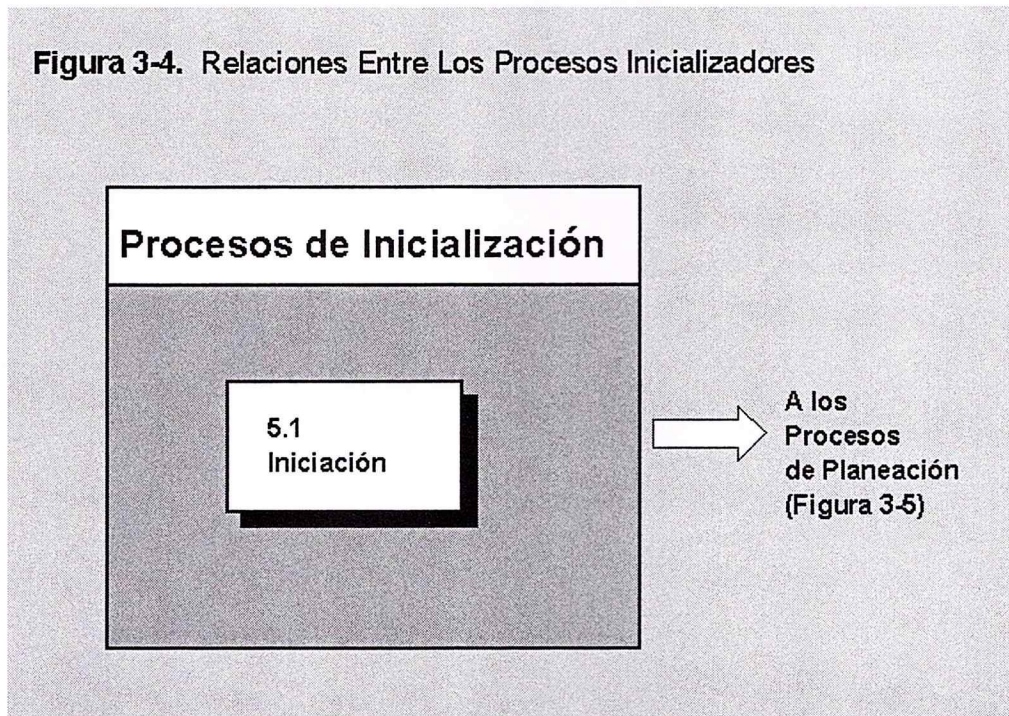 Figura 3-4. Relaciones Entre Los Procesos Inicializadores
Procesos de Inicialización
5.1
Iniciación
A los
Procesos
de Planeación
(Figura 3-5)